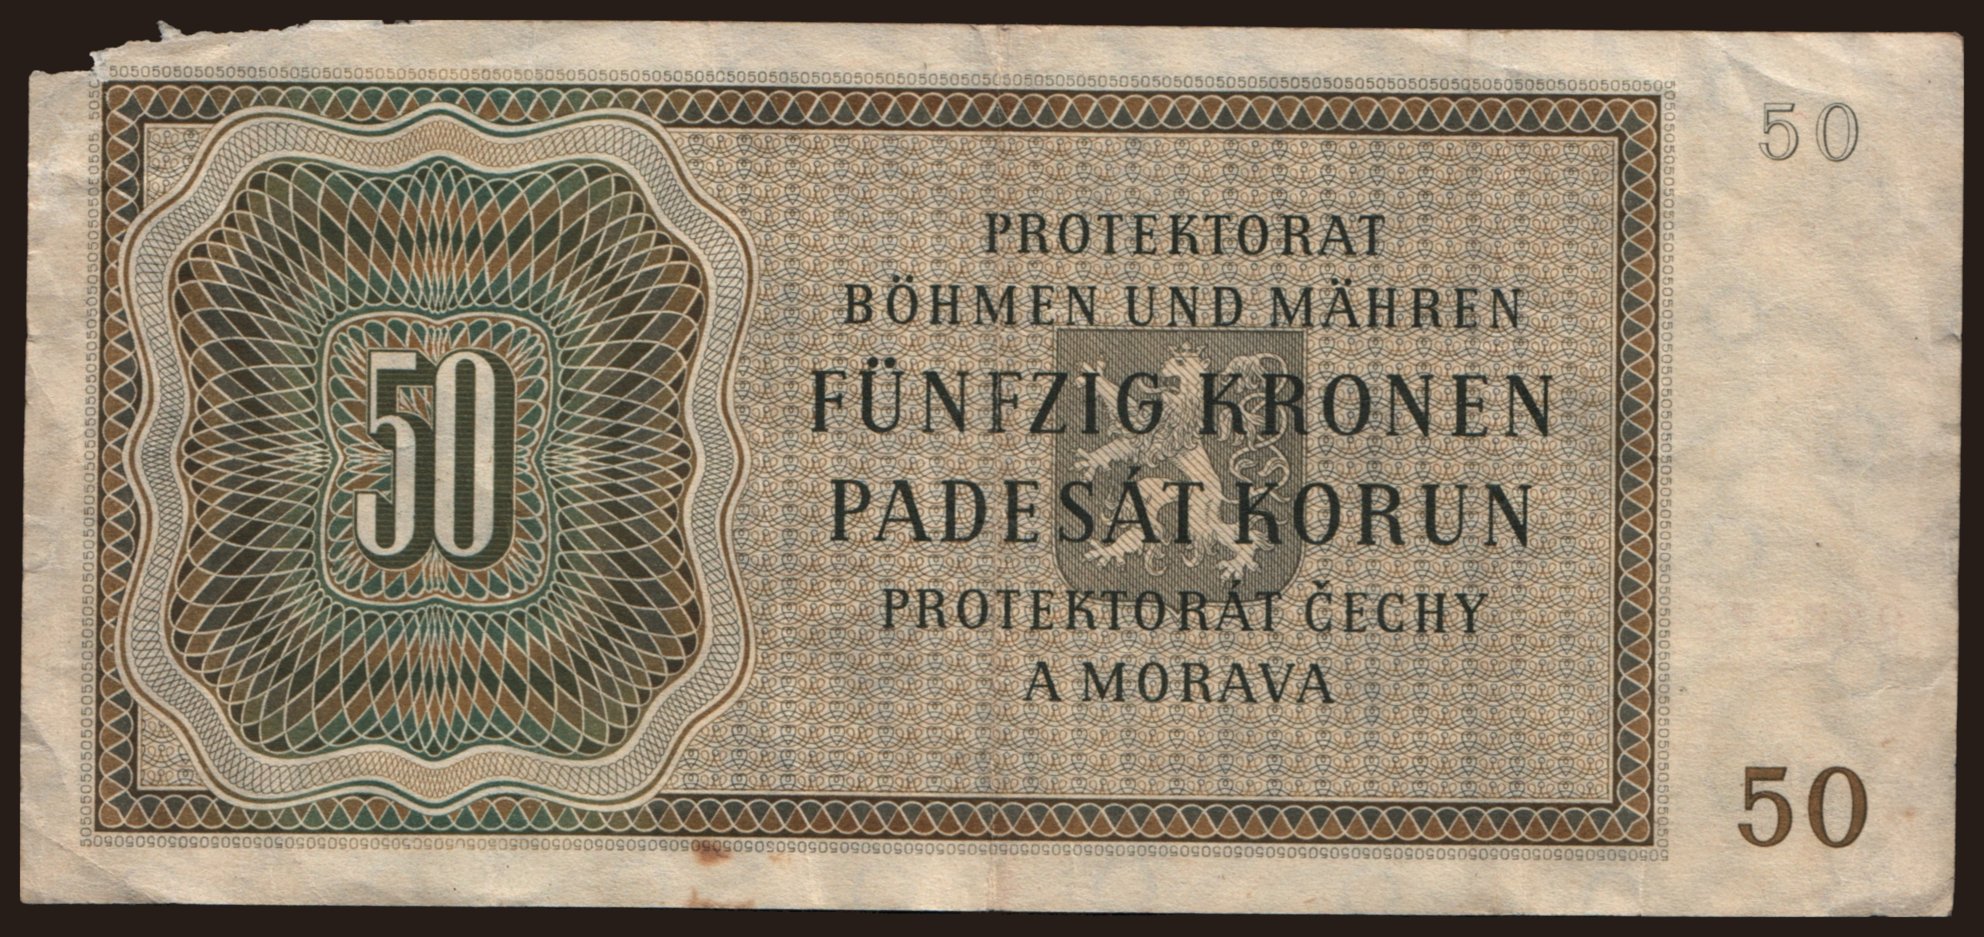 50
50
PROTEKTORAT
BÖHMEN UND MÄHREN
FÜNFZIG KRONEN
PADESÁT KORUN
PROTEKTORÁT ČECHY
A MORAVA
50